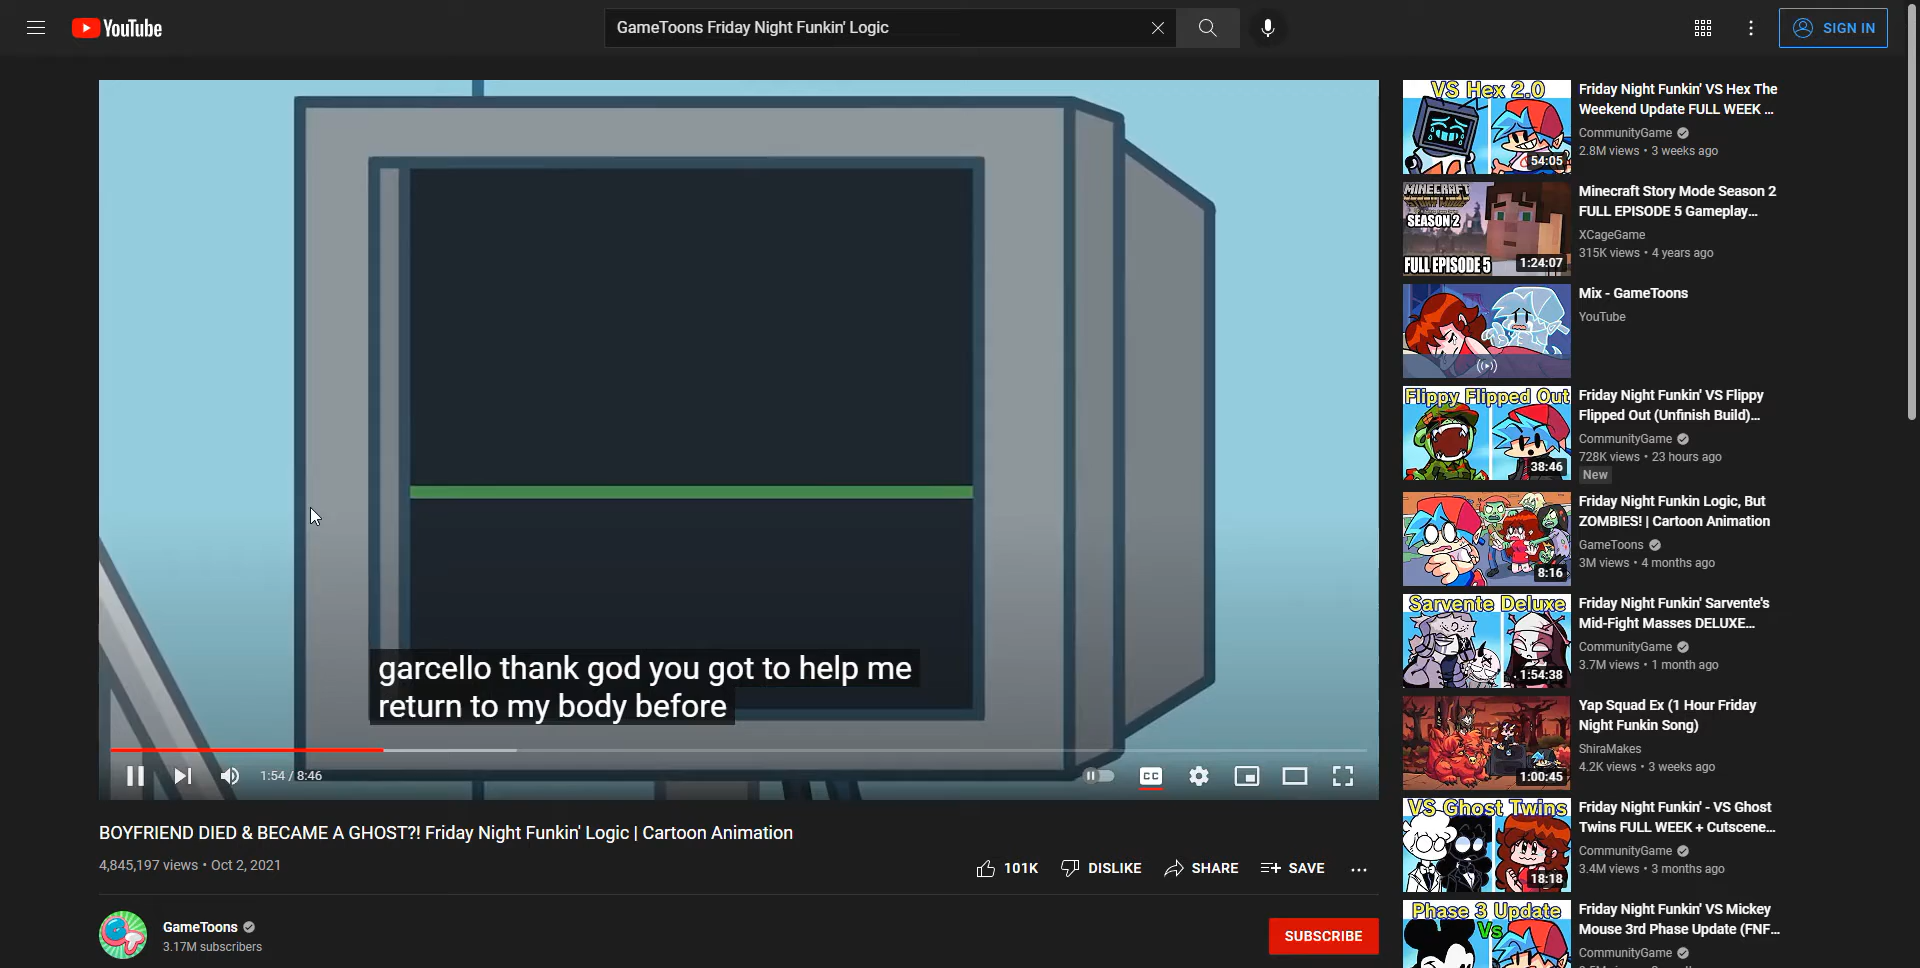 YouTube
GameToons Friday Night Funkin' Logic
SIGN IN
garcello thank god you got to help me
return to my body before
1:54 / 8:46
CC
BOYFRIEND DIED & BECAME A GHOST?! Friday Night Funkin' Logic | Cartoon Animation
4,845,197 views • Oct 2, 2021
101K
DISLIKE
SHARE
SAVE
GameToons
3.17M subscribers
SUBSCRIBE
VS Hex 2.0
54:05
Friday Night Funkin' VS Hex The
Weekend Update FULL WEEK ...
CommunityGame
2.8M views • 3 weeks ago
MINECRAFT
STORY MODE
SEASON 2
FULL EPISODE 5
1:24:07
Minecraft Story Mode Season 2
FULL EPISODE 5 Gameplay...
XCageGame
315K views • 4 years ago
Mix - GameToons
YouTube
Flippy Flipped Out
38:46
Friday Night Funkin' VS Flippy
Flipped Out (Unfinish Build)...
CommunityGame
728K views • 23 hours ago
New
8:16
Friday Night Funkin Logic, But
ZOMBIES! | Cartoon Animation
GameToons
3M views • 4 months ago
Sarvente Deluxe
1:54:38
Friday Night Funkin' Sarvente's
Mid-Fight Masses DELUXE...
CommunityGame
3.7M views • 1 month ago
1:00:45
Yap Squad Ex (1 Hour Friday
Night Funkin Song)
ShiraMakes
4.2K views • 3 weeks ago
VS Ghost Twins
18:18
Friday Night Funkin' - VS Ghost
Twins FULL WEEK + Cutscene...
CommunityGame
3.4M views • 3 months ago
Phase 3 Update
Vs
Friday Night Funkin' VS Mickey
Mouse 3rd Phase Update (FNF...
CommunityGame